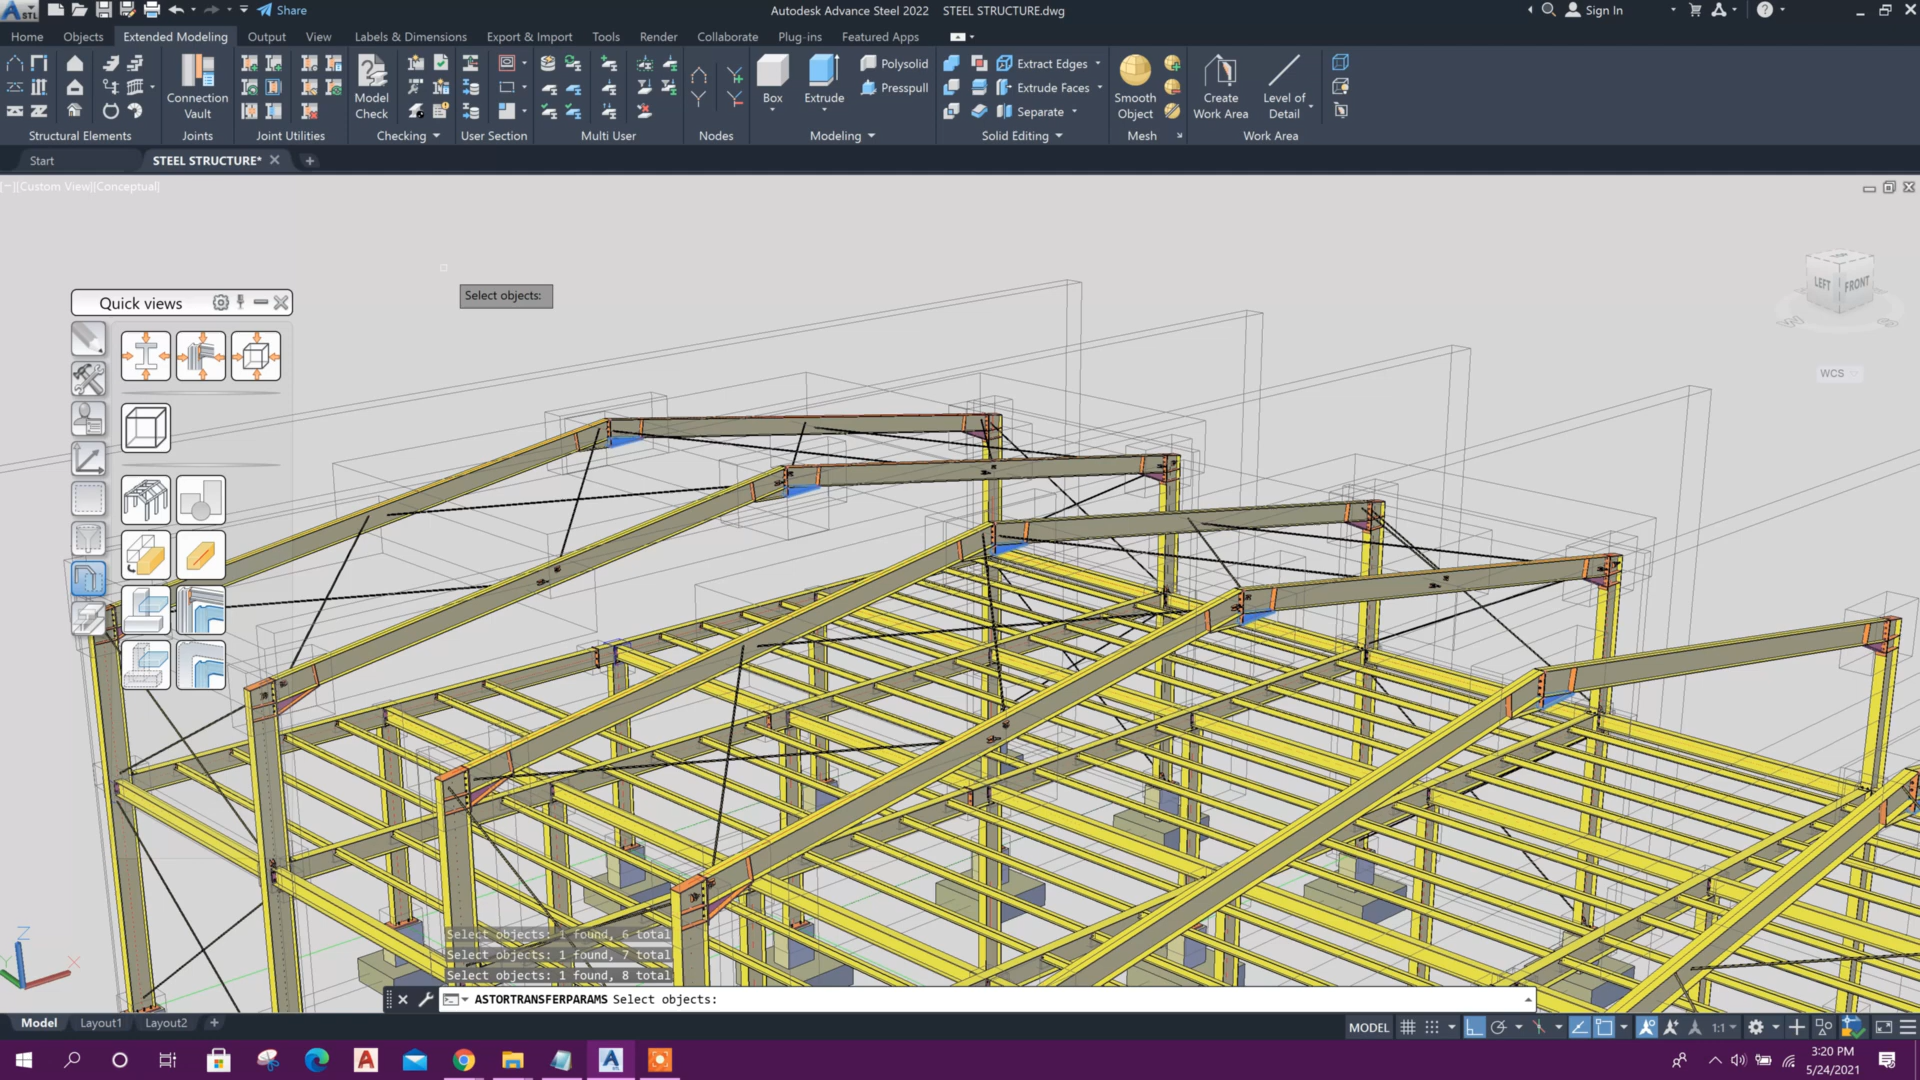 STL
Share
Autodesk Advance Steel 2022 STEEL STRUCTURE.dwg
Sign In
Home Objects Extended Modeling Output View Labels & Dimensions Export & Import Tools Render Collaborate Plug-ins Featured Apps
Connection Vault
Model Check
Box
Extrude
Polysolid
Presspull
Extract Edges
Extrude Faces
Separate
Smooth Object
Create Work Area
Level of Detail
Structural Elements Joints Joint Utilities Checking User Section Multi User Nodes Modeling Solid Editing Mesh Work Area
Start STEEL STRUCTURE*
[−][Custom View][Conceptual]
Quick views
Select objects:
LEFT FRONT
WCS
Z
X
Select objects: 1 found, 6 total
Select objects: 1 found, 7 total
Select objects: 1 found, 8 total
ASTORTRANSFERPARAMS Select objects:
Model Layout1 Layout2
MODEL
1:1
3:20 PM
5/24/2021